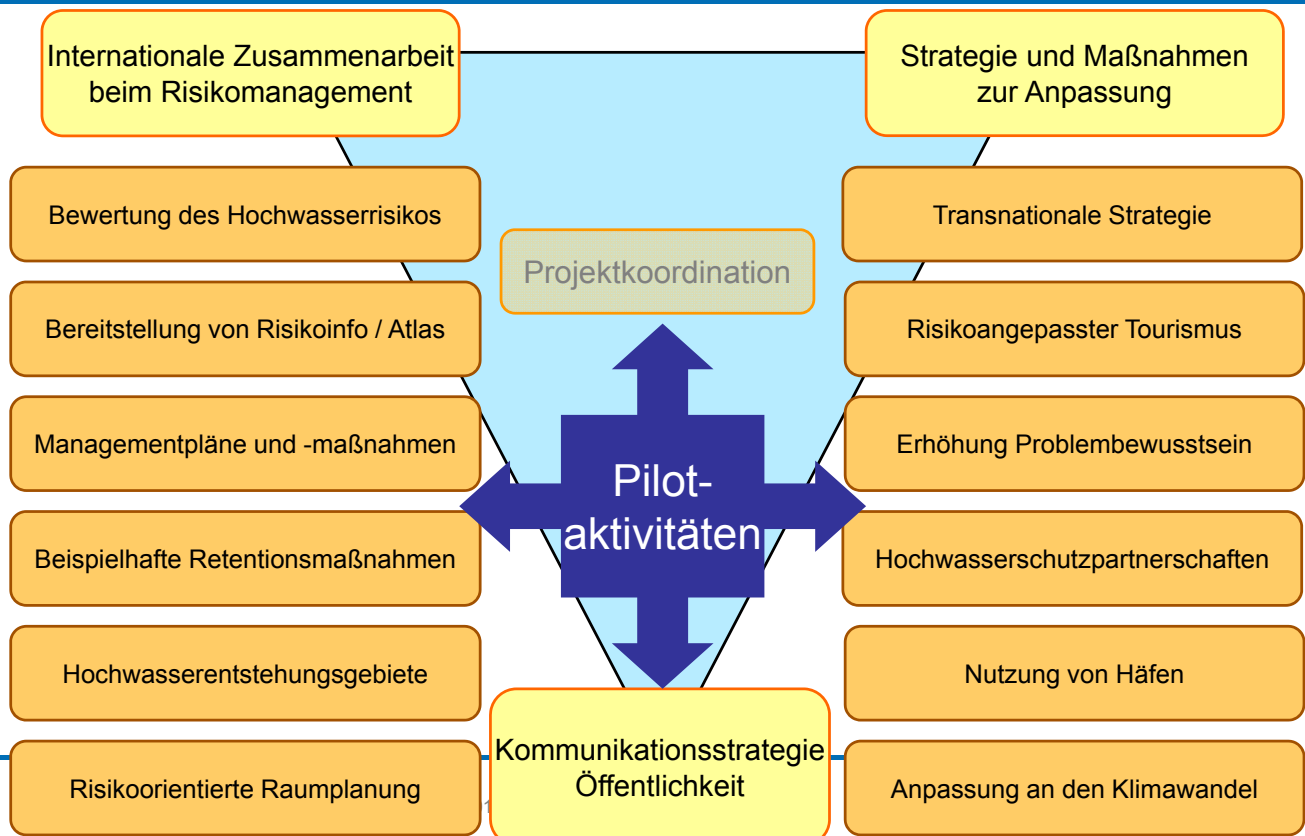 Internationale Zusammenarbeit
beim Risikomanagement
Strategie und Maßnahmen
zur Anpassung
Bewertung des Hochwasserrisikos
Transnationale Strategie
Projektkoordination
Bereitstellung von Risikoinfo / Atlas
Risikoangepasster Tourismus
Managementpläne und -maßnahmen
Erhöhung Problembewusstsein
Pilot-
aktivitäten
Beispielhafte Retentionsmaßnahmen
Hochwasserschutzpartnerschaften
Hochwasserentstehungsgebiete
Nutzung von Häfen
Kommunikationsstrategie
Öffentlichkeit
Risikoorientierte Raumplanung
Anpassung an den Klimawandel